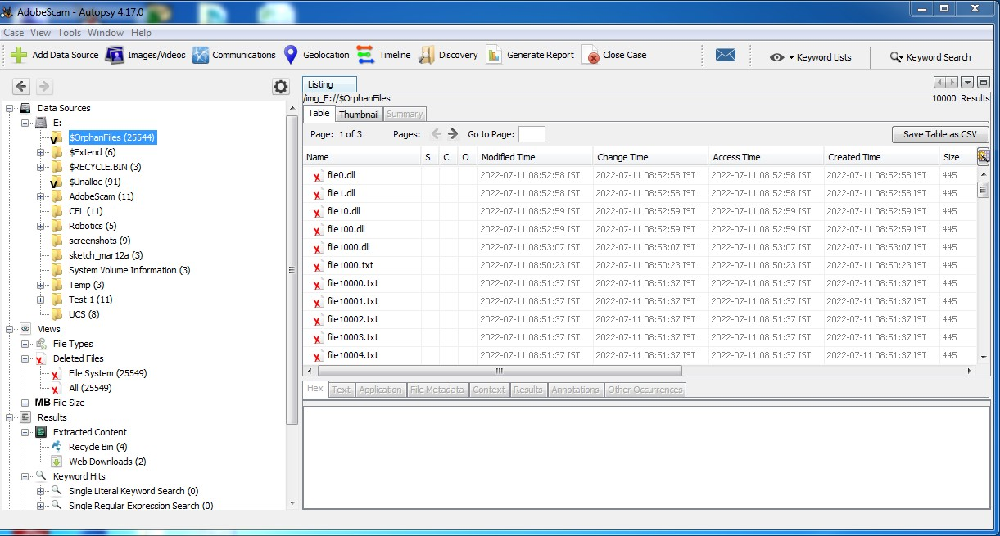 AdobeScam - Autopsy 4.17.0
Case View Tools Window Help
Add Data Source Images/Videos Communications Geolocation Timeline Discovery Generate Report Close Case Keyword Lists Keyword Search
Data Sources
E:
$OrphanFiles (25544)
$Extend (6)
$RECYCLE.BIN (3)
$Unalloc (91)
AdobeScam (11)
CFL (11)
Robotics (5)
screenshots (9)
sketch_mar12a (3)
System Volume Information (3)
Temp (3)
Test 1 (11)
UCS (8)
Views
File Types
Deleted Files
File System (25549)
All (25549)
MB File Size
Results
Extracted Content
Recycle Bin (4)
Web Downloads (2)
Keyword Hits
Single Literal Keyword Search (0)
Single Regular Expression Search (0)
Listing
/img_E://$OrphanFiles
10000 Results
Table Thumbnail Summary
Page: 1 of 3 Pages: Go to Page: Save Table as CSV
Name S C O Modified Time Change Time Access Time Created Time Size
file0.dll 2022-07-11 08:52:58 IST 2022-07-11 08:52:58 IST 2022-07-11 08:52:58 IST 2022-07-11 08:52:58 IST 445
file1.dll 2022-07-11 08:52:58 IST 2022-07-11 08:52:58 IST 2022-07-11 08:52:58 IST 2022-07-11 08:52:58 IST 445
file10.dll 2022-07-11 08:52:59 IST 2022-07-11 08:52:59 IST 2022-07-11 08:52:59 IST 2022-07-11 08:52:59 IST 445
file100.dll 2022-07-11 08:52:59 IST 2022-07-11 08:52:59 IST 2022-07-11 08:52:59 IST 2022-07-11 08:52:59 IST 445
file1000.dll 2022-07-11 08:53:07 IST 2022-07-11 08:53:07 IST 2022-07-11 08:53:07 IST 2022-07-11 08:53:07 IST 445
file1000.txt 2022-07-11 08:50:23 IST 2022-07-11 08:50:23 IST 2022-07-11 08:50:23 IST 2022-07-11 08:50:23 IST 445
file10000.txt 2022-07-11 08:51:37 IST 2022-07-11 08:51:37 IST 2022-07-11 08:51:37 IST 2022-07-11 08:51:37 IST 445
file10001.txt 2022-07-11 08:51:37 IST 2022-07-11 08:51:37 IST 2022-07-11 08:51:37 IST 2022-07-11 08:51:37 IST 445
file10002.txt 2022-07-11 08:51:37 IST 2022-07-11 08:51:37 IST 2022-07-11 08:51:37 IST 2022-07-11 08:51:37 IST 445
file10003.txt 2022-07-11 08:51:37 IST 2022-07-11 08:51:37 IST 2022-07-11 08:51:37 IST 2022-07-11 08:51:37 IST 445
file10004.txt 2022-07-11 08:51:37 IST 2022-07-11 08:51:37 IST 2022-07-11 08:51:37 IST 2022-07-11 08:51:37 IST 445
Hex Text Application File Metadata Context Results Annotations Other Occurrences